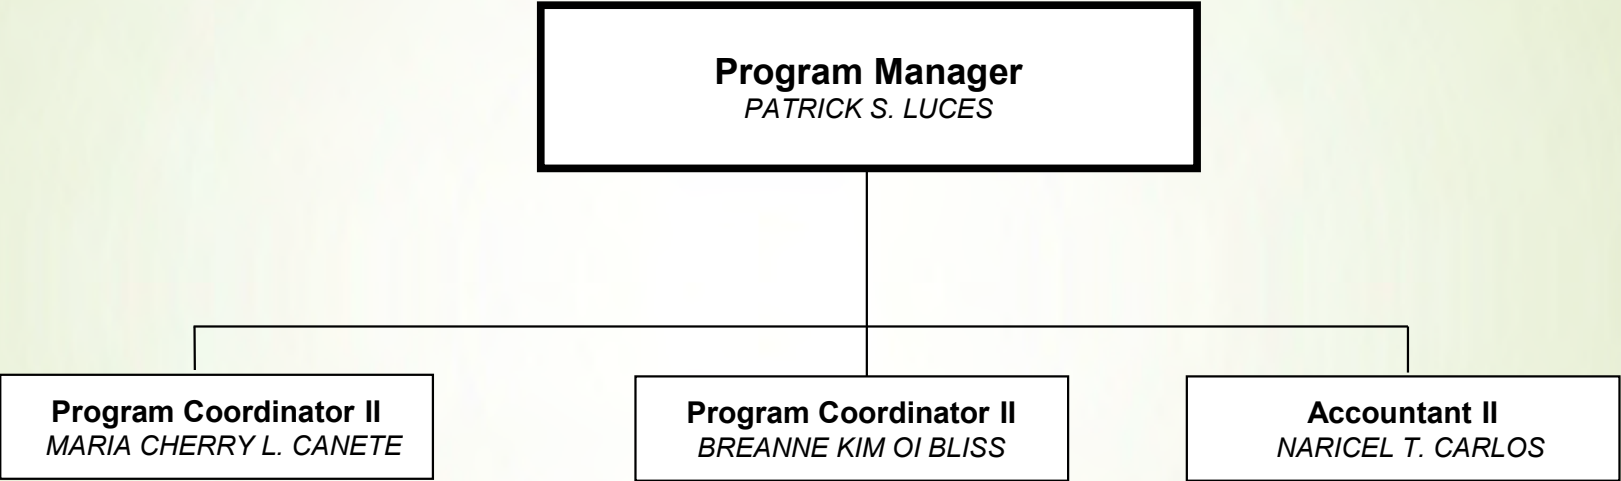 Program Manager
PATRICK S. LUCES
Program Coordinator II
MARIA CHERRY L. CANETE
Program Coordinator II
BREANNE KIM OI BLISS
Accountant II
NARICEL T. CARLOS